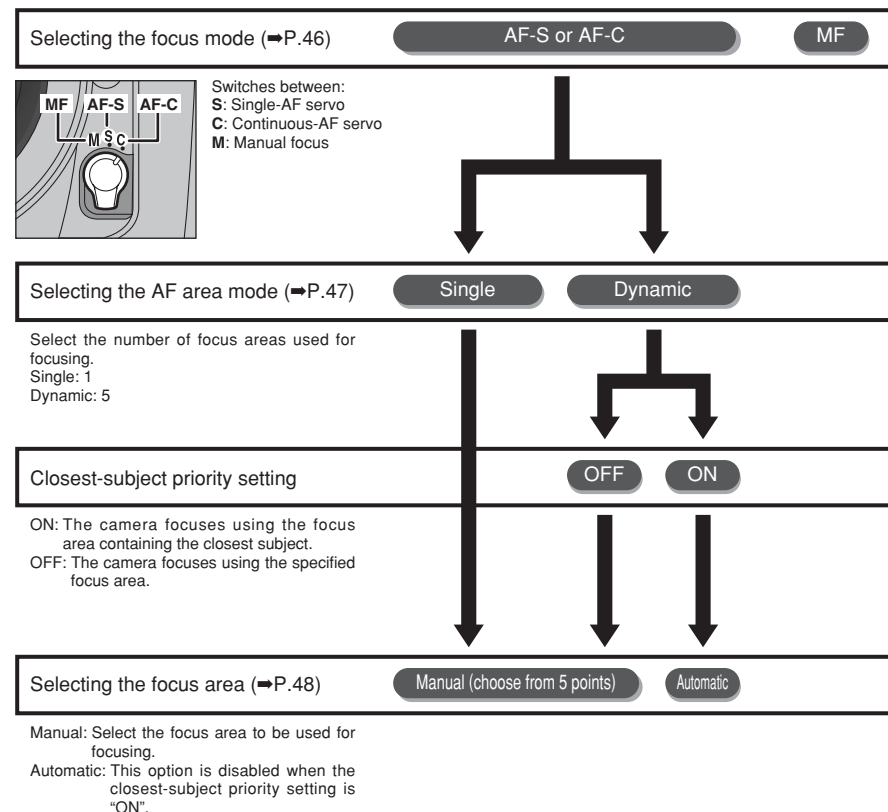 Selecting the focus mode (➡P.46)
AF-S or AF-C
MF
MF AF-S AF-C
M S C
Switches between:
S: Single-AF servo
C: Continuous-AF servo
M: Manual focus
Selecting the AF area mode (➡P.47)
Single
Dynamic
Select the number of focus areas used for
focusing.
Single: 1
Dynamic: 5
Closest-subject priority setting
OFF
ON
ON: The camera focuses using the focus
area containing the closest subject.
OFF: The camera focuses using the specified
focus area.
Selecting the focus area (➡P.48)
Manual (choose from 5 points)
Automatic
Manual: Select the focus area to be used for
focusing.
Automatic: This option is disabled when the
closest-subject priority setting is
“ON”.